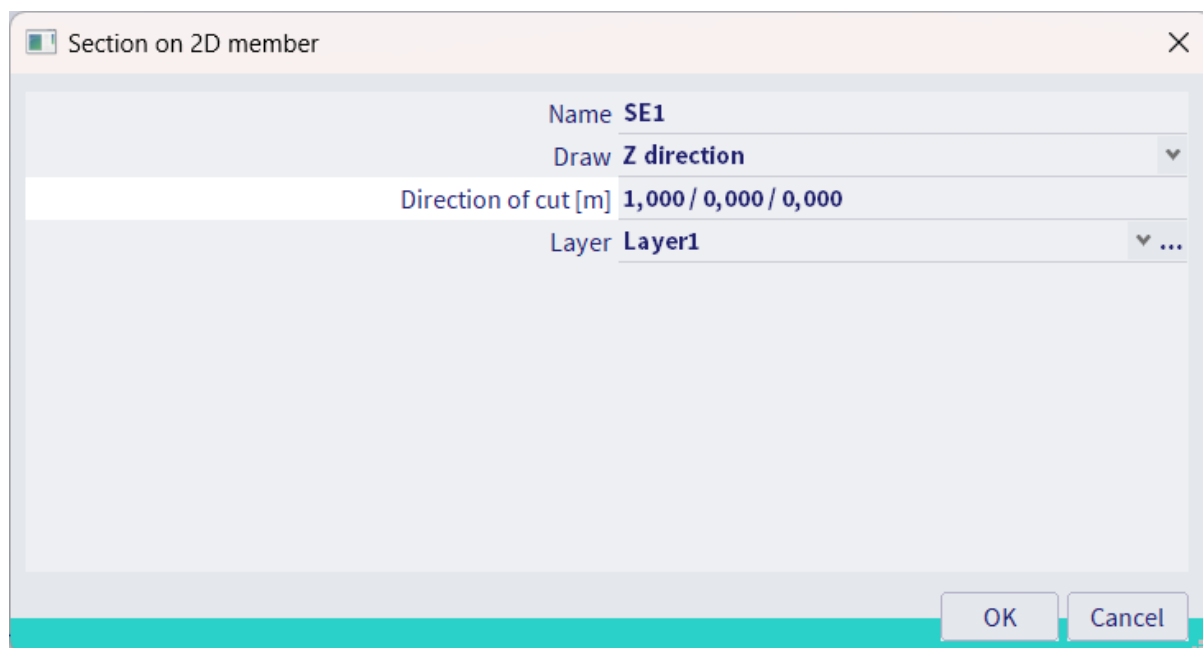 Section on 2D member
Name SE1
Draw Z direction
Direction of cut [m] 1,000 / 0,000 / 0,000
Layer Layer1 ...
OK Cancel